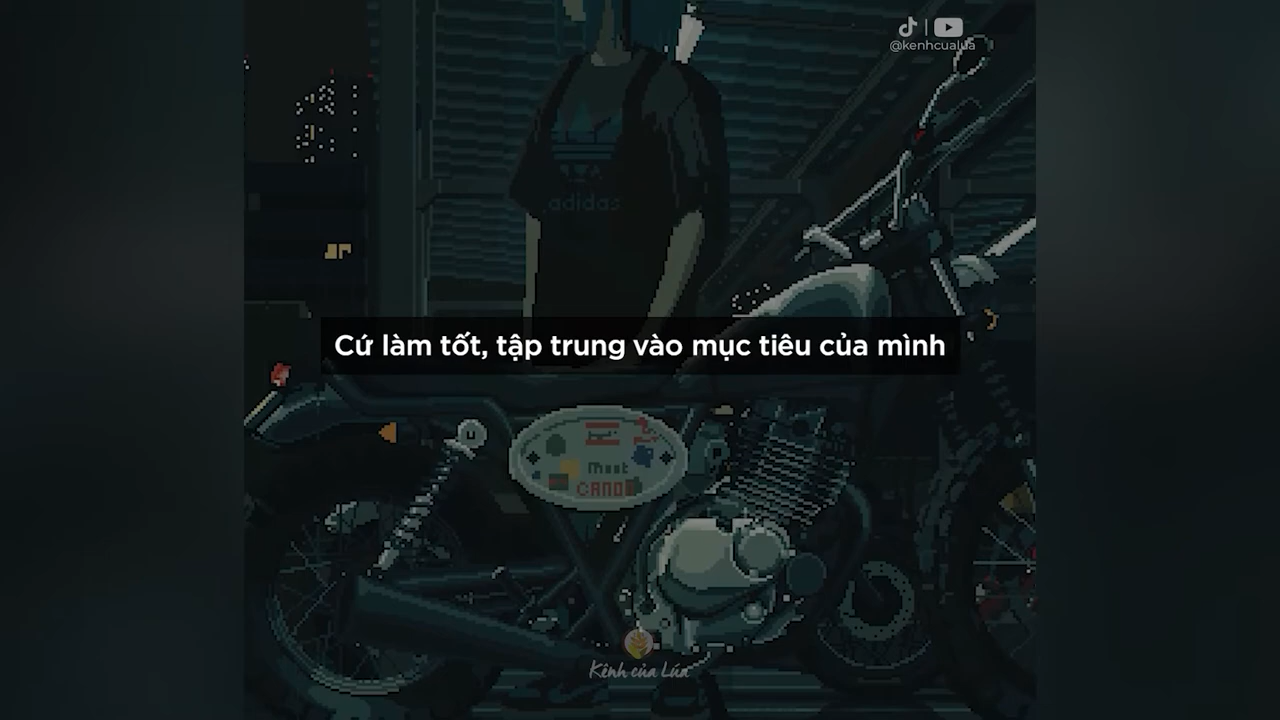 @kenhcualua
adidas
Cứ làm tốt, tập trung vào mục tiêu của mình
Kênh của Lúa